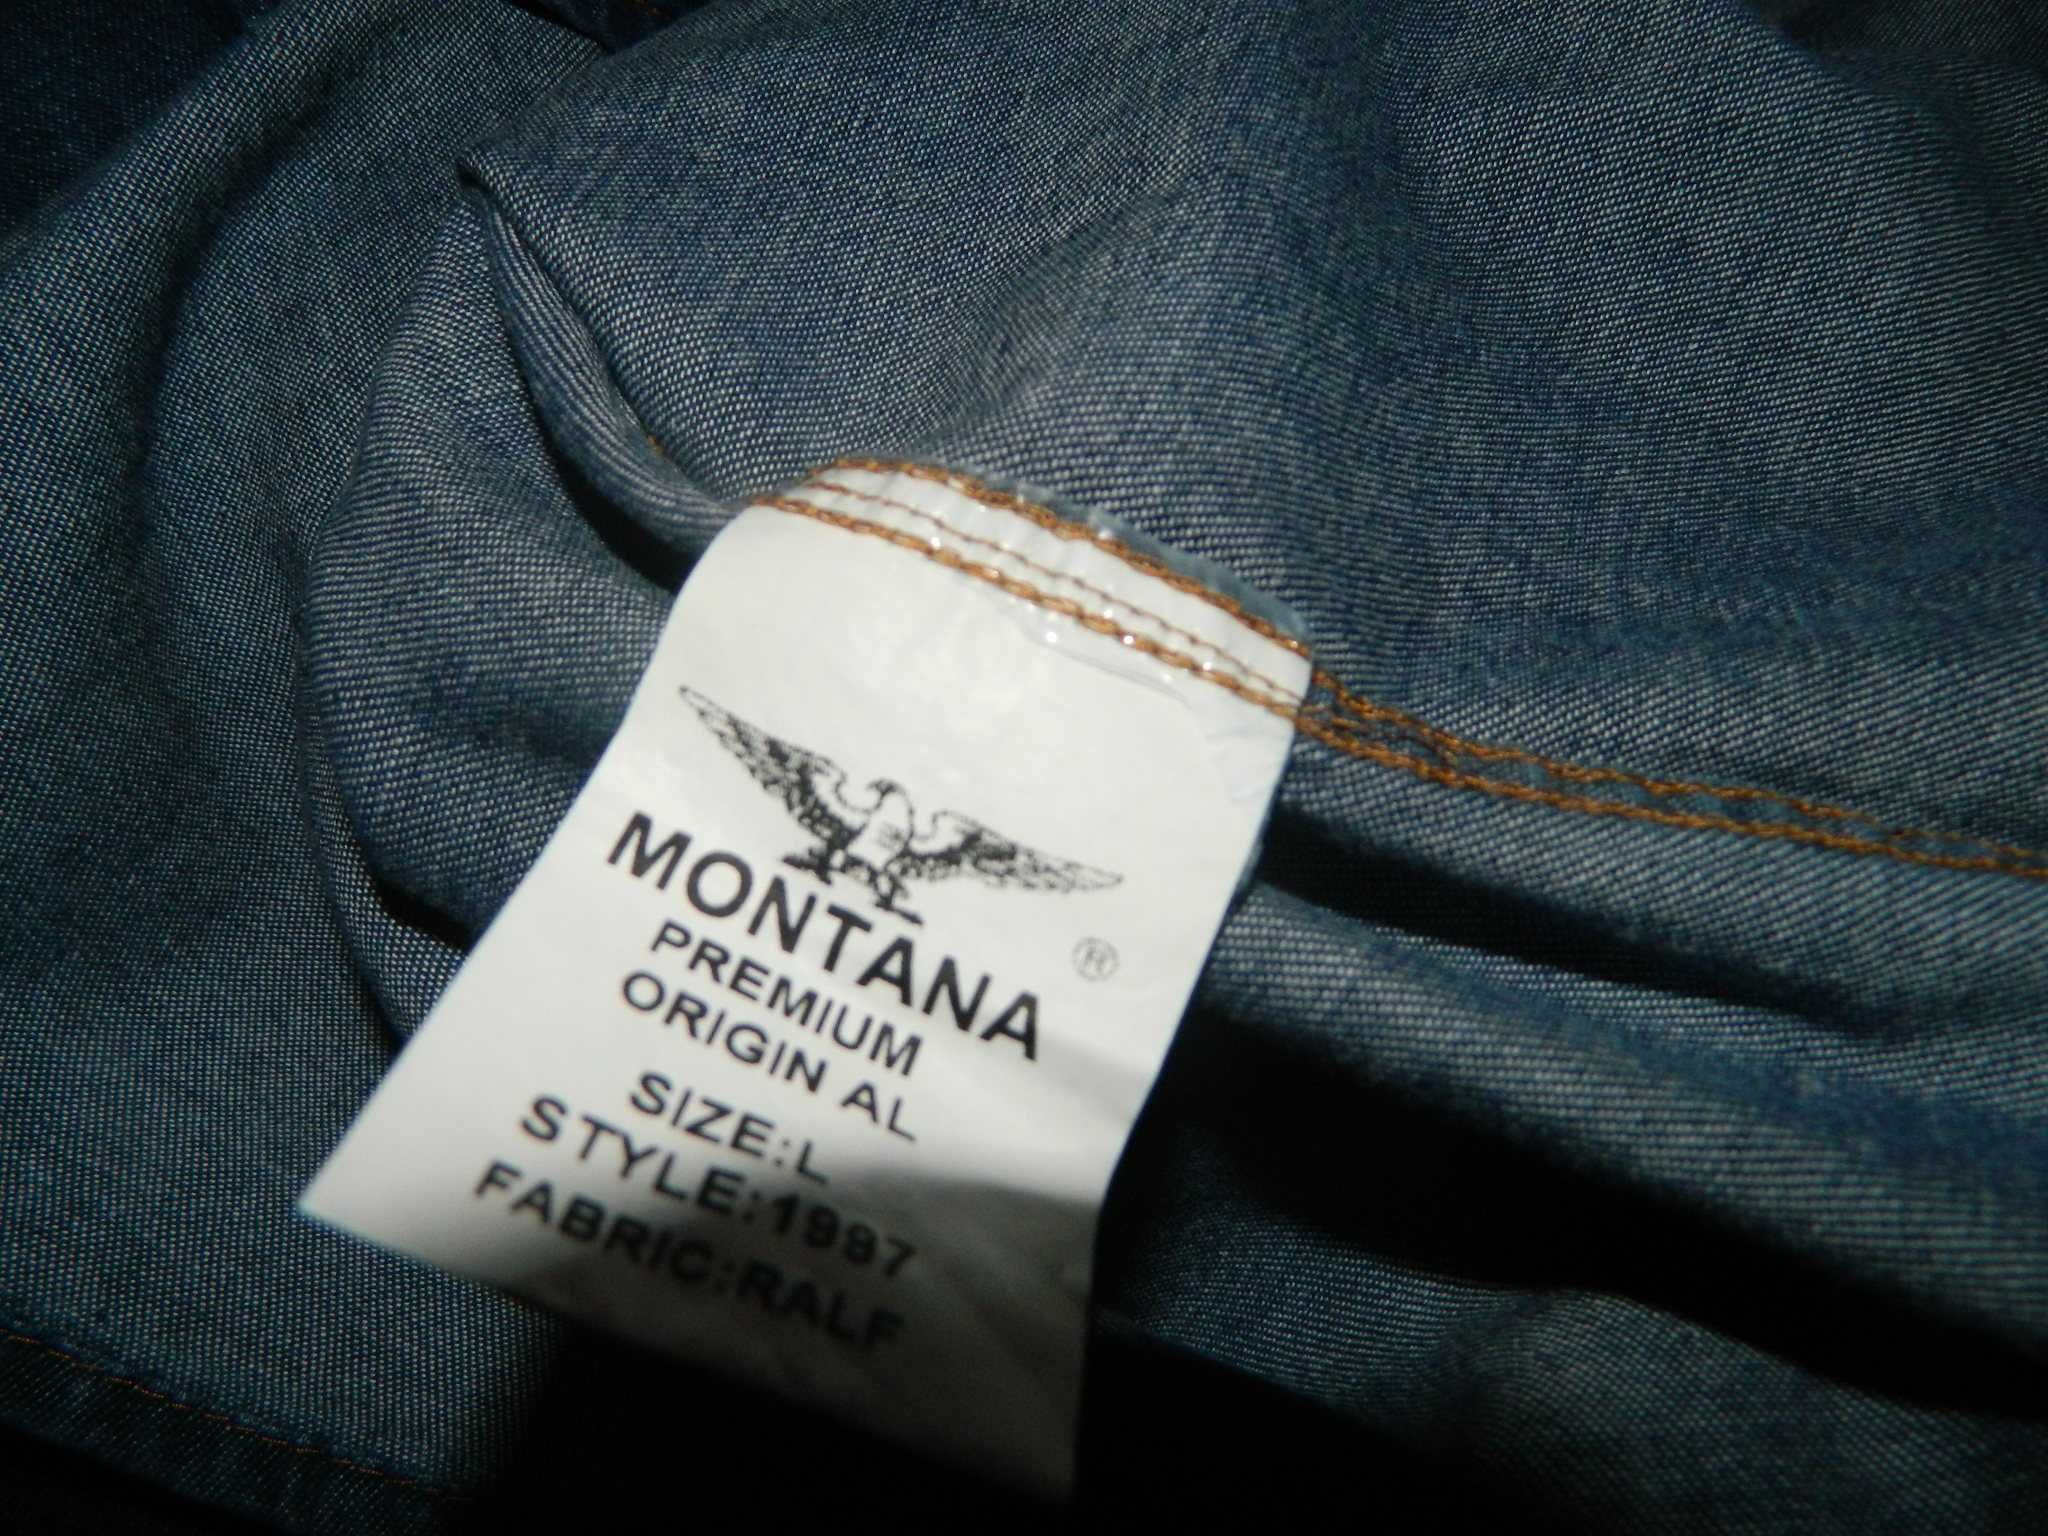 MONTANA ®
PREMIUM
ORIGIN AL
SIZE:L
STYLE:1997
FABRIC:RALF